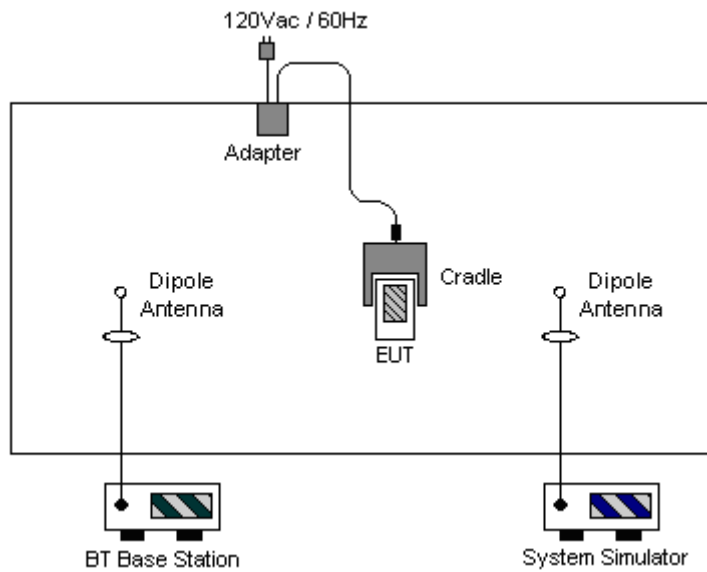 120Vac / 60Hz
Adapter
Cradle
Dipole
Antenna
Dipole
Antenna
EUT
BT Base Station
System Simulator